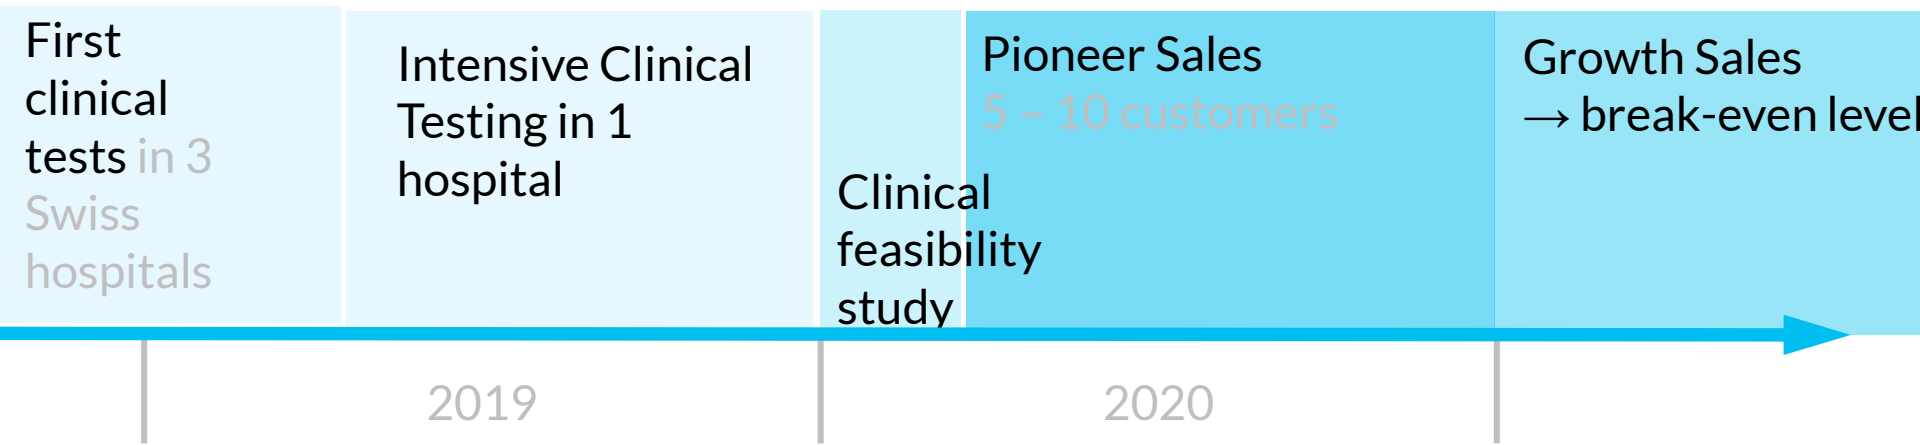 First
clinical
tests in 3
Swiss
hospitals
Intensive Clinical
Testing in 1
hospital
Clinical
feasibility
study
Pioneer Sales
5 – 10 customers
Growth Sales
→ break-even level
2019
2020